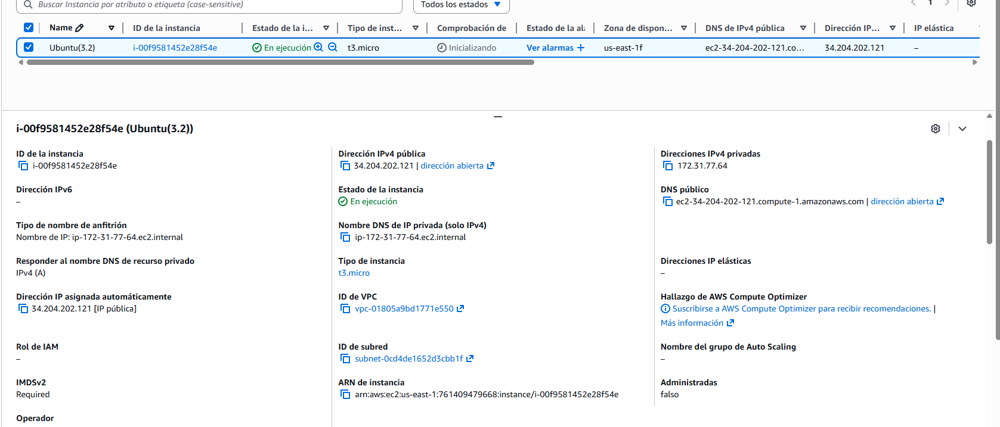 Buscar Instancia por atributo o etiqueta (case-sensitive)
Todos los estados
1
Name
ID de la instancia
Estado de la i...
Tipo de inst...
Comprobación de
Estado de la ala
Zona de dispon...
DNS de IPv4 pública
Dirección IP...
IP elástica
Ubuntu(3.2)
i-00f9581452e28f54e
En ejecución
t3.micro
Inicializando
Ver alarmas +
us-east-1f
ec2-34-204-202-121.co...
34.204.202.121
–
i-00f9581452e28f54e (Ubuntu(3.2))
ID de la instancia
i-00f9581452e28f54e
Dirección IPv4 pública
34.204.202.121 | dirección abierta
Direcciones IPv4 privadas
172.31.77.64
Dirección IPv6
–
Estado de la instancia
En ejecución
DNS público
ec2-34-204-202-121.compute-1.amazonaws.com | dirección abierta
Tipo de nombre de anfitrión
Nombre de IP: ip-172-31-77-64.ec2.internal
Nombre DNS de IP privada (solo IPv4)
ip-172-31-77-64.ec2.internal
Responder al nombre DNS de recurso privado
IPv4 (A)
Tipo de instancia
t3.micro
Direcciones IP elásticas
–
Dirección IP asignada automáticamente
34.204.202.121 [IP pública]
ID de VPC
vpc-01805a9bd1771e550
Hallazgo de AWS Compute Optimizer
Suscribirse a AWS Compute Optimizer para recibir recomendaciones. |
Más información
Rol de IAM
–
ID de subred
subnet-0cd4de1652d3cbb1f
Nombre del grupo de Auto Scaling
–
IMDSv2
Required
ARN de instancia
arn:aws:ec2:us-east-1:761409479668:instance/i-00f9581452e28f54e
Administradas
falso
Operador